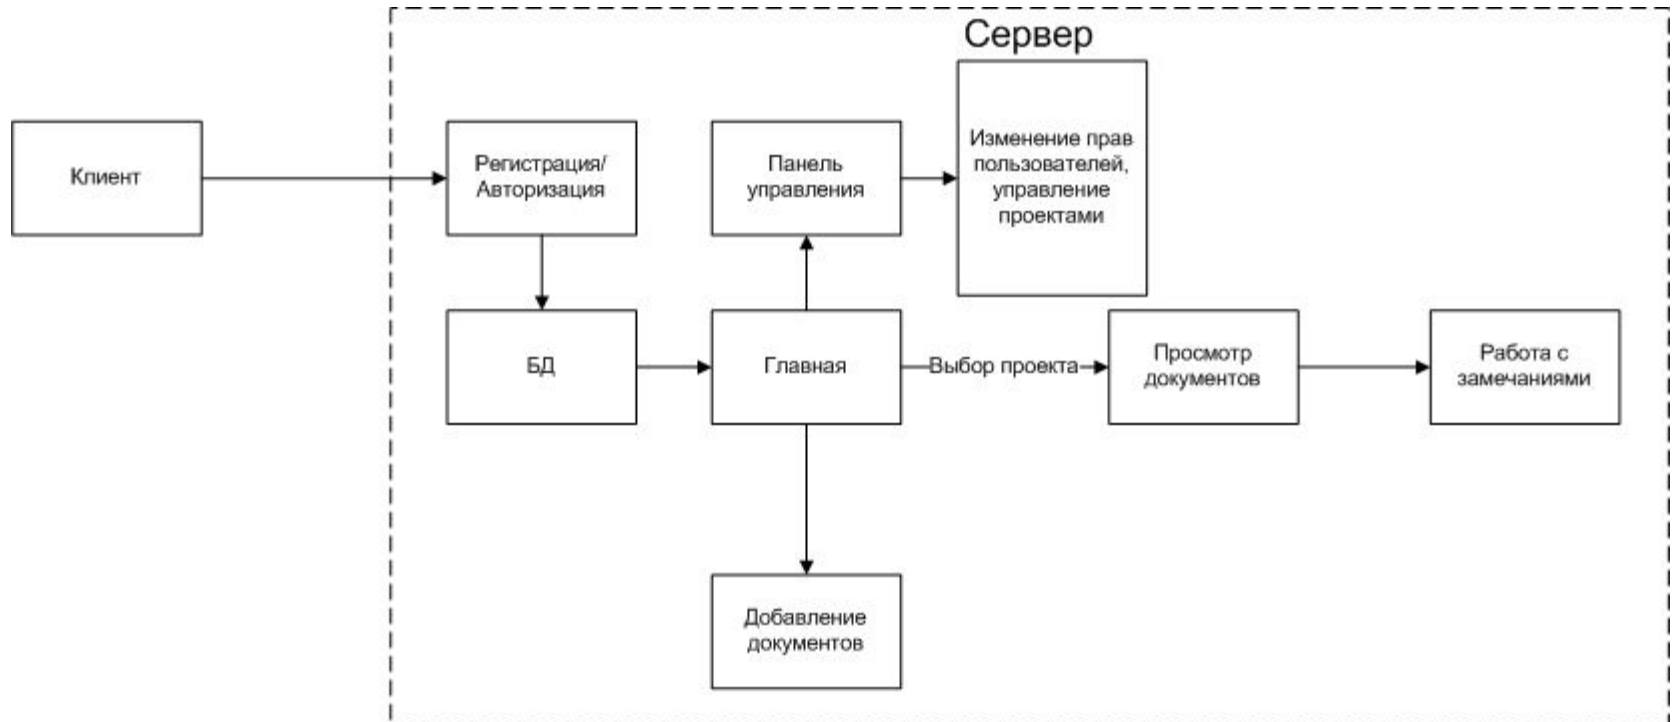 Сервер
Клиент
Регистрация/
Авторизация
Панель
управления
Изменение прав
пользователей,
управление
проектами
БД
Главная
Выбор проекта
Просмотр
документов
Работа с
замечаниями
Добавление
документов